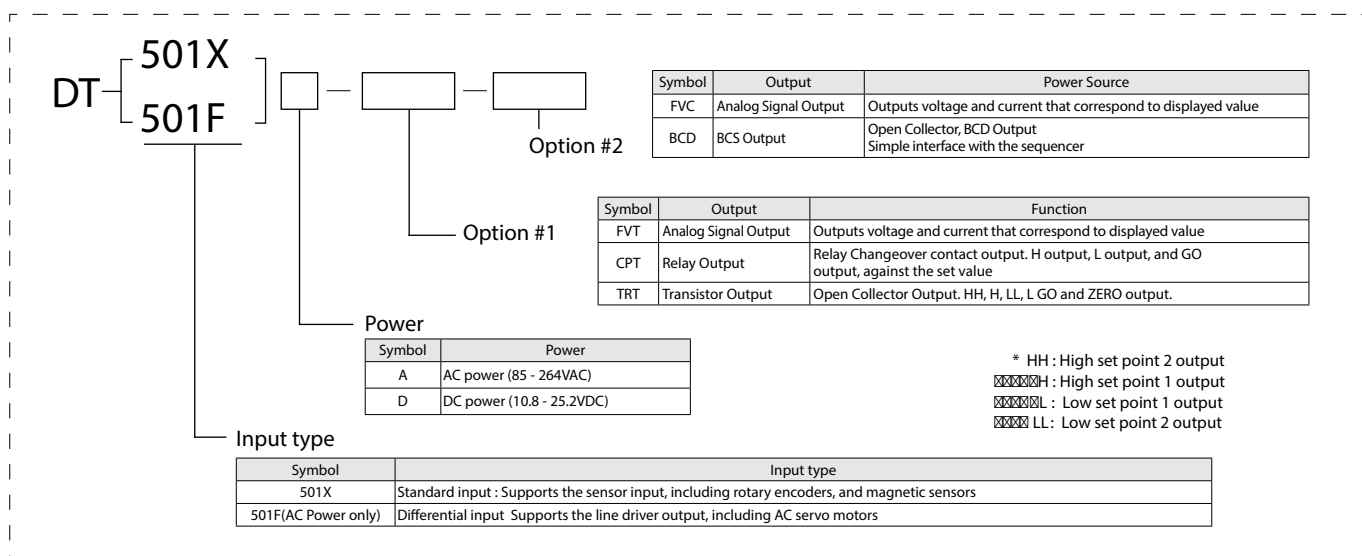 DT
501X
501F
Option #2
Symbol Output Power Source
FVC Analog Signal Output Outputs voltage and current that correspond to displayed value
BCD BCS Output Open Collector, BCD Output
Simple interface with the sequencer
Option #1
Symbol Output Function
FVT Analog Signal Output Outputs voltage and current that correspond to displayed value
CPT Relay Output Relay Changeover contact output. H output, L output, and GO
output, against the set value
TRT Transistor Output Open Collector Output. HH, H, LL, L GO and ZERO output.
Power
Symbol Power
A AC power (85 - 264VAC)
D DC power (10.8 - 25.2VDC)
* HH : High set point 2 output
H : High set point 1 output
L : Low set point 1 output
LL : Low set point 2 output
Input type
Symbol Input type
501X Standard input : Supports the sensor input, including rotary encoders, and magnetic sensors
501F(AC Power only) Differential input Supports the line driver output, including AC servo motors